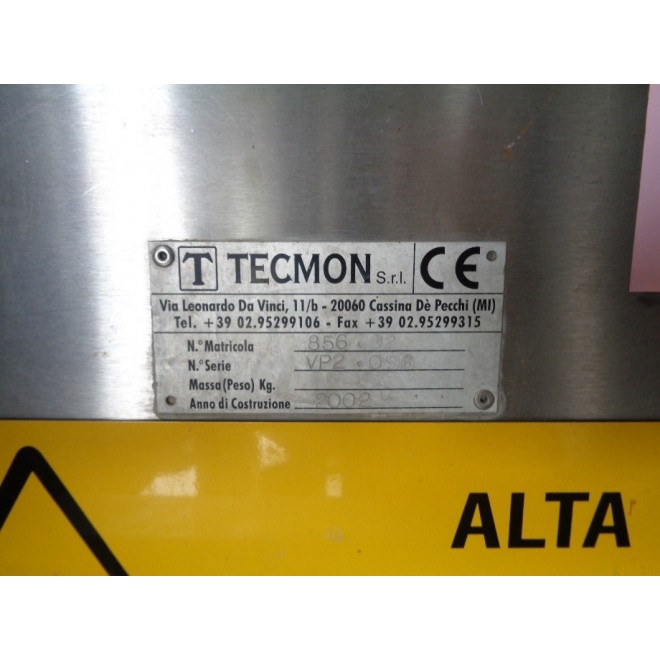 T TECMON S.r.l. CE
Via Leonardo Da Vinci, 11/b - 20060 Cassina Dè Pecchi (MI)
Tel. +39 02.95299106 - Fax +39 02.95299315
N.° Matricola
N.° Serie
Massa (Peso) Kg.
Anno di Costruzione 2002
ALTA